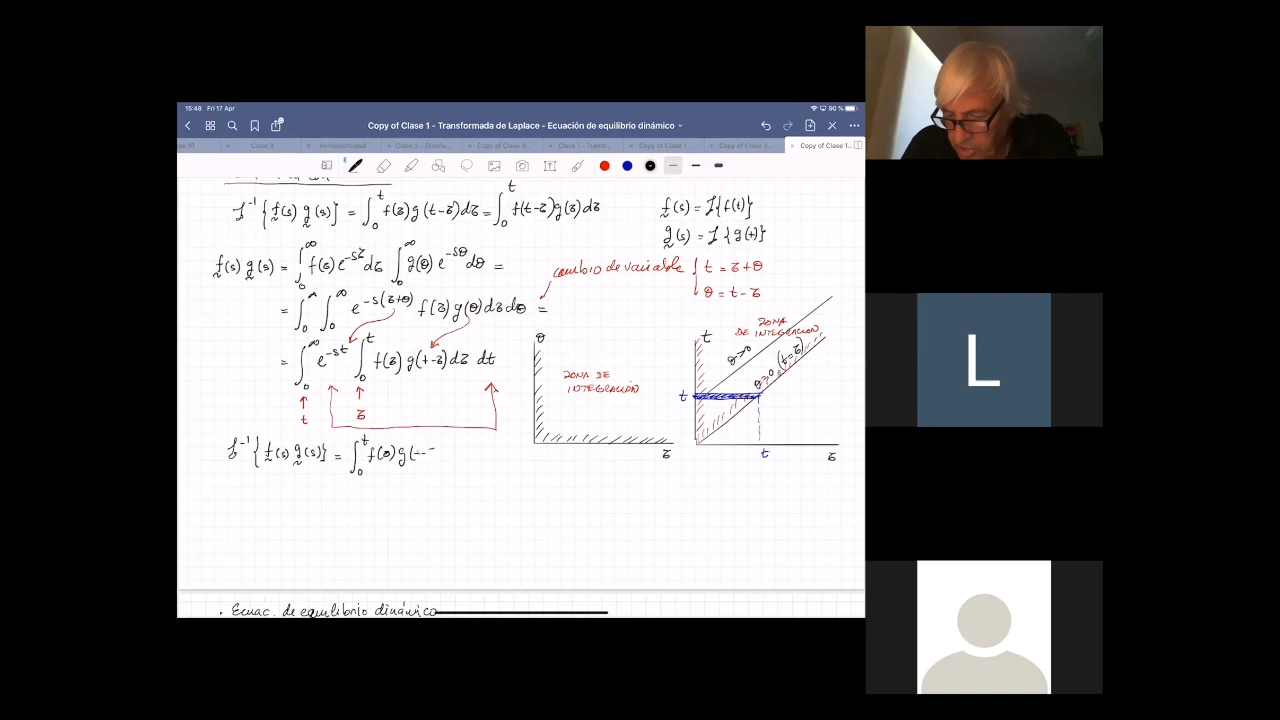 15:48 Fri 17 Apr
90 %
Copy of Clase 1 - Transformada de Laplace - Ecuación de equilibrio dinámico
Clase 9
Viscoelasticidad
Clase 3 - Diseño...
Copy of Clase 3...
Clase 1 - Transf...
Copy of Clase 1...
Copy of Clase 2...
Copy of Clase 1...
ℒ⁻¹{f(s) g(s)} = ∫₀ᵗ f(τ) g(t-τ) dτ = ∫₀ᵗ f(t-τ) g(τ) dτ
f(s) = ℒ{f(t)}
g(s) = ℒ{g(t)}
f(s) g(s) = ∫₀^∞ f(τ) e^{-sτ} dτ ∫₀^∞ g(θ) e^{-sθ} dθ =
cambio de variable { t = τ+θ
θ = t-τ
= ∫₀^∞ ∫₀^∞ e^{-s(τ+θ)} f(τ) g(θ) dτ dθ =
= ∫₀^∞ e^{-st} ∫₀ᵗ f(τ) g(t-τ) dτ dt
t
τ
θ
ZONA DE
INTEGRACIÓN
τ
t
ZONA
DE INTEGRACIÓN
θ>0
θ=0 (t=τ)
t
t
τ
ℒ⁻¹{f(s) g(s)} = ∫₀ᵗ f(τ) g(t-
• Ecuac. de equilibrio dinámico
L